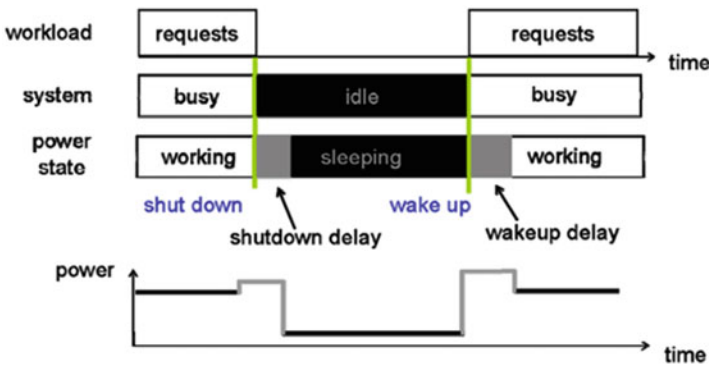 workload requests requests
time
system busy idle busy
power
state working sleeping working
shut down wake up
shutdown delay wakeup delay
power
time